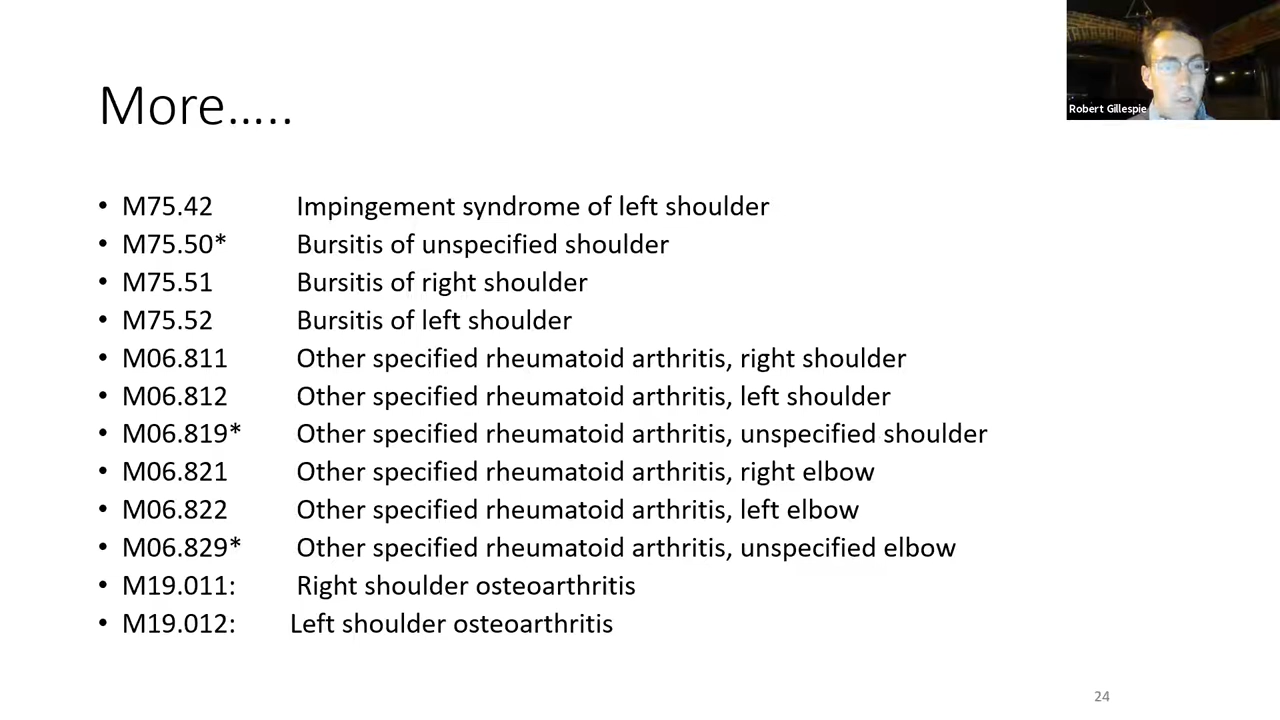 More.....
Robert Gillespie
• M75.42 Impingement syndrome of left shoulder
• M75.50* Bursitis of unspecified shoulder
• M75.51 Bursitis of right shoulder
• M75.52 Bursitis of left shoulder
• M06.811 Other specified rheumatoid arthritis, right shoulder
• M06.812 Other specified rheumatoid arthritis, left shoulder
• M06.819* Other specified rheumatoid arthritis, unspecified shoulder
• M06.821 Other specified rheumatoid arthritis, right elbow
• M06.822 Other specified rheumatoid arthritis, left elbow
• M06.829* Other specified rheumatoid arthritis, unspecified elbow
• M19.011: Right shoulder osteoarthritis
• M19.012: Left shoulder osteoarthritis
24